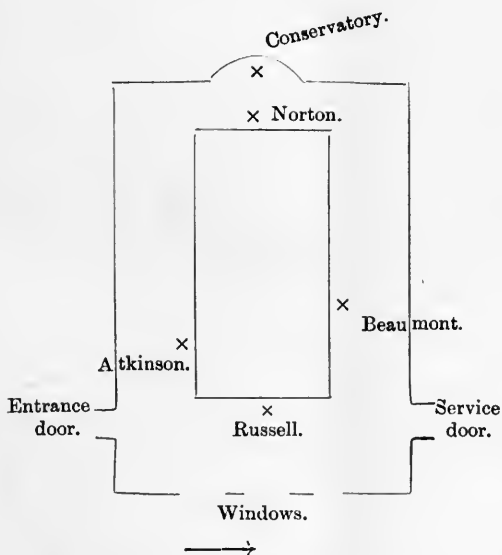 Conservatory.
Norton.
Beaumont.
Atkinson.
Entrance
door.
Service
door.
Russell.
Windows.